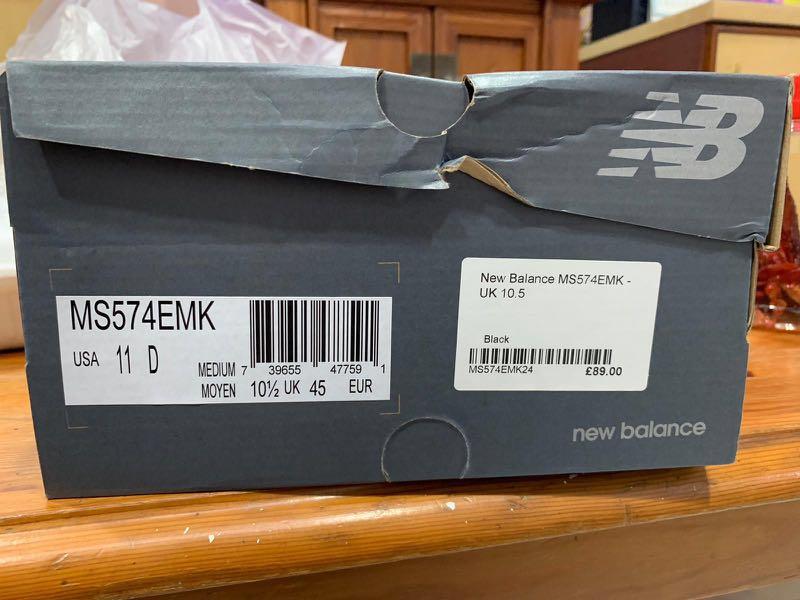 NB
MS574EMK
USA 11 D
MEDIUM 7 39655 47759 1
MOYEN 10½ UK 45 EUR
New Balance MS574EMK -
UK 10.5
Black
MS574EMK24 £89.00
new balance